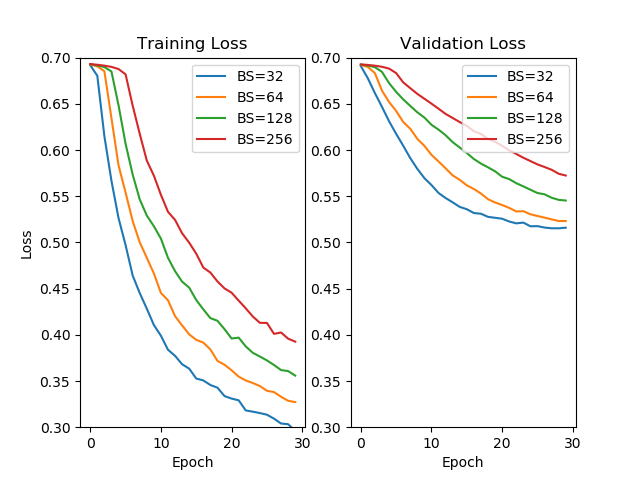 Training Loss
Loss
0.70
0.65
0.60
0.55
0.50
0.45
0.40
0.35
0.30
BS=32
BS=64
BS=128
BS=256
0 10 20 30
Epoch
Validation Loss
0.70
0.65
0.60
0.55
0.50
0.45
0.40
0.35
0.30
BS=32
BS=64
BS=128
BS=256
0 10 20 30
Epoch